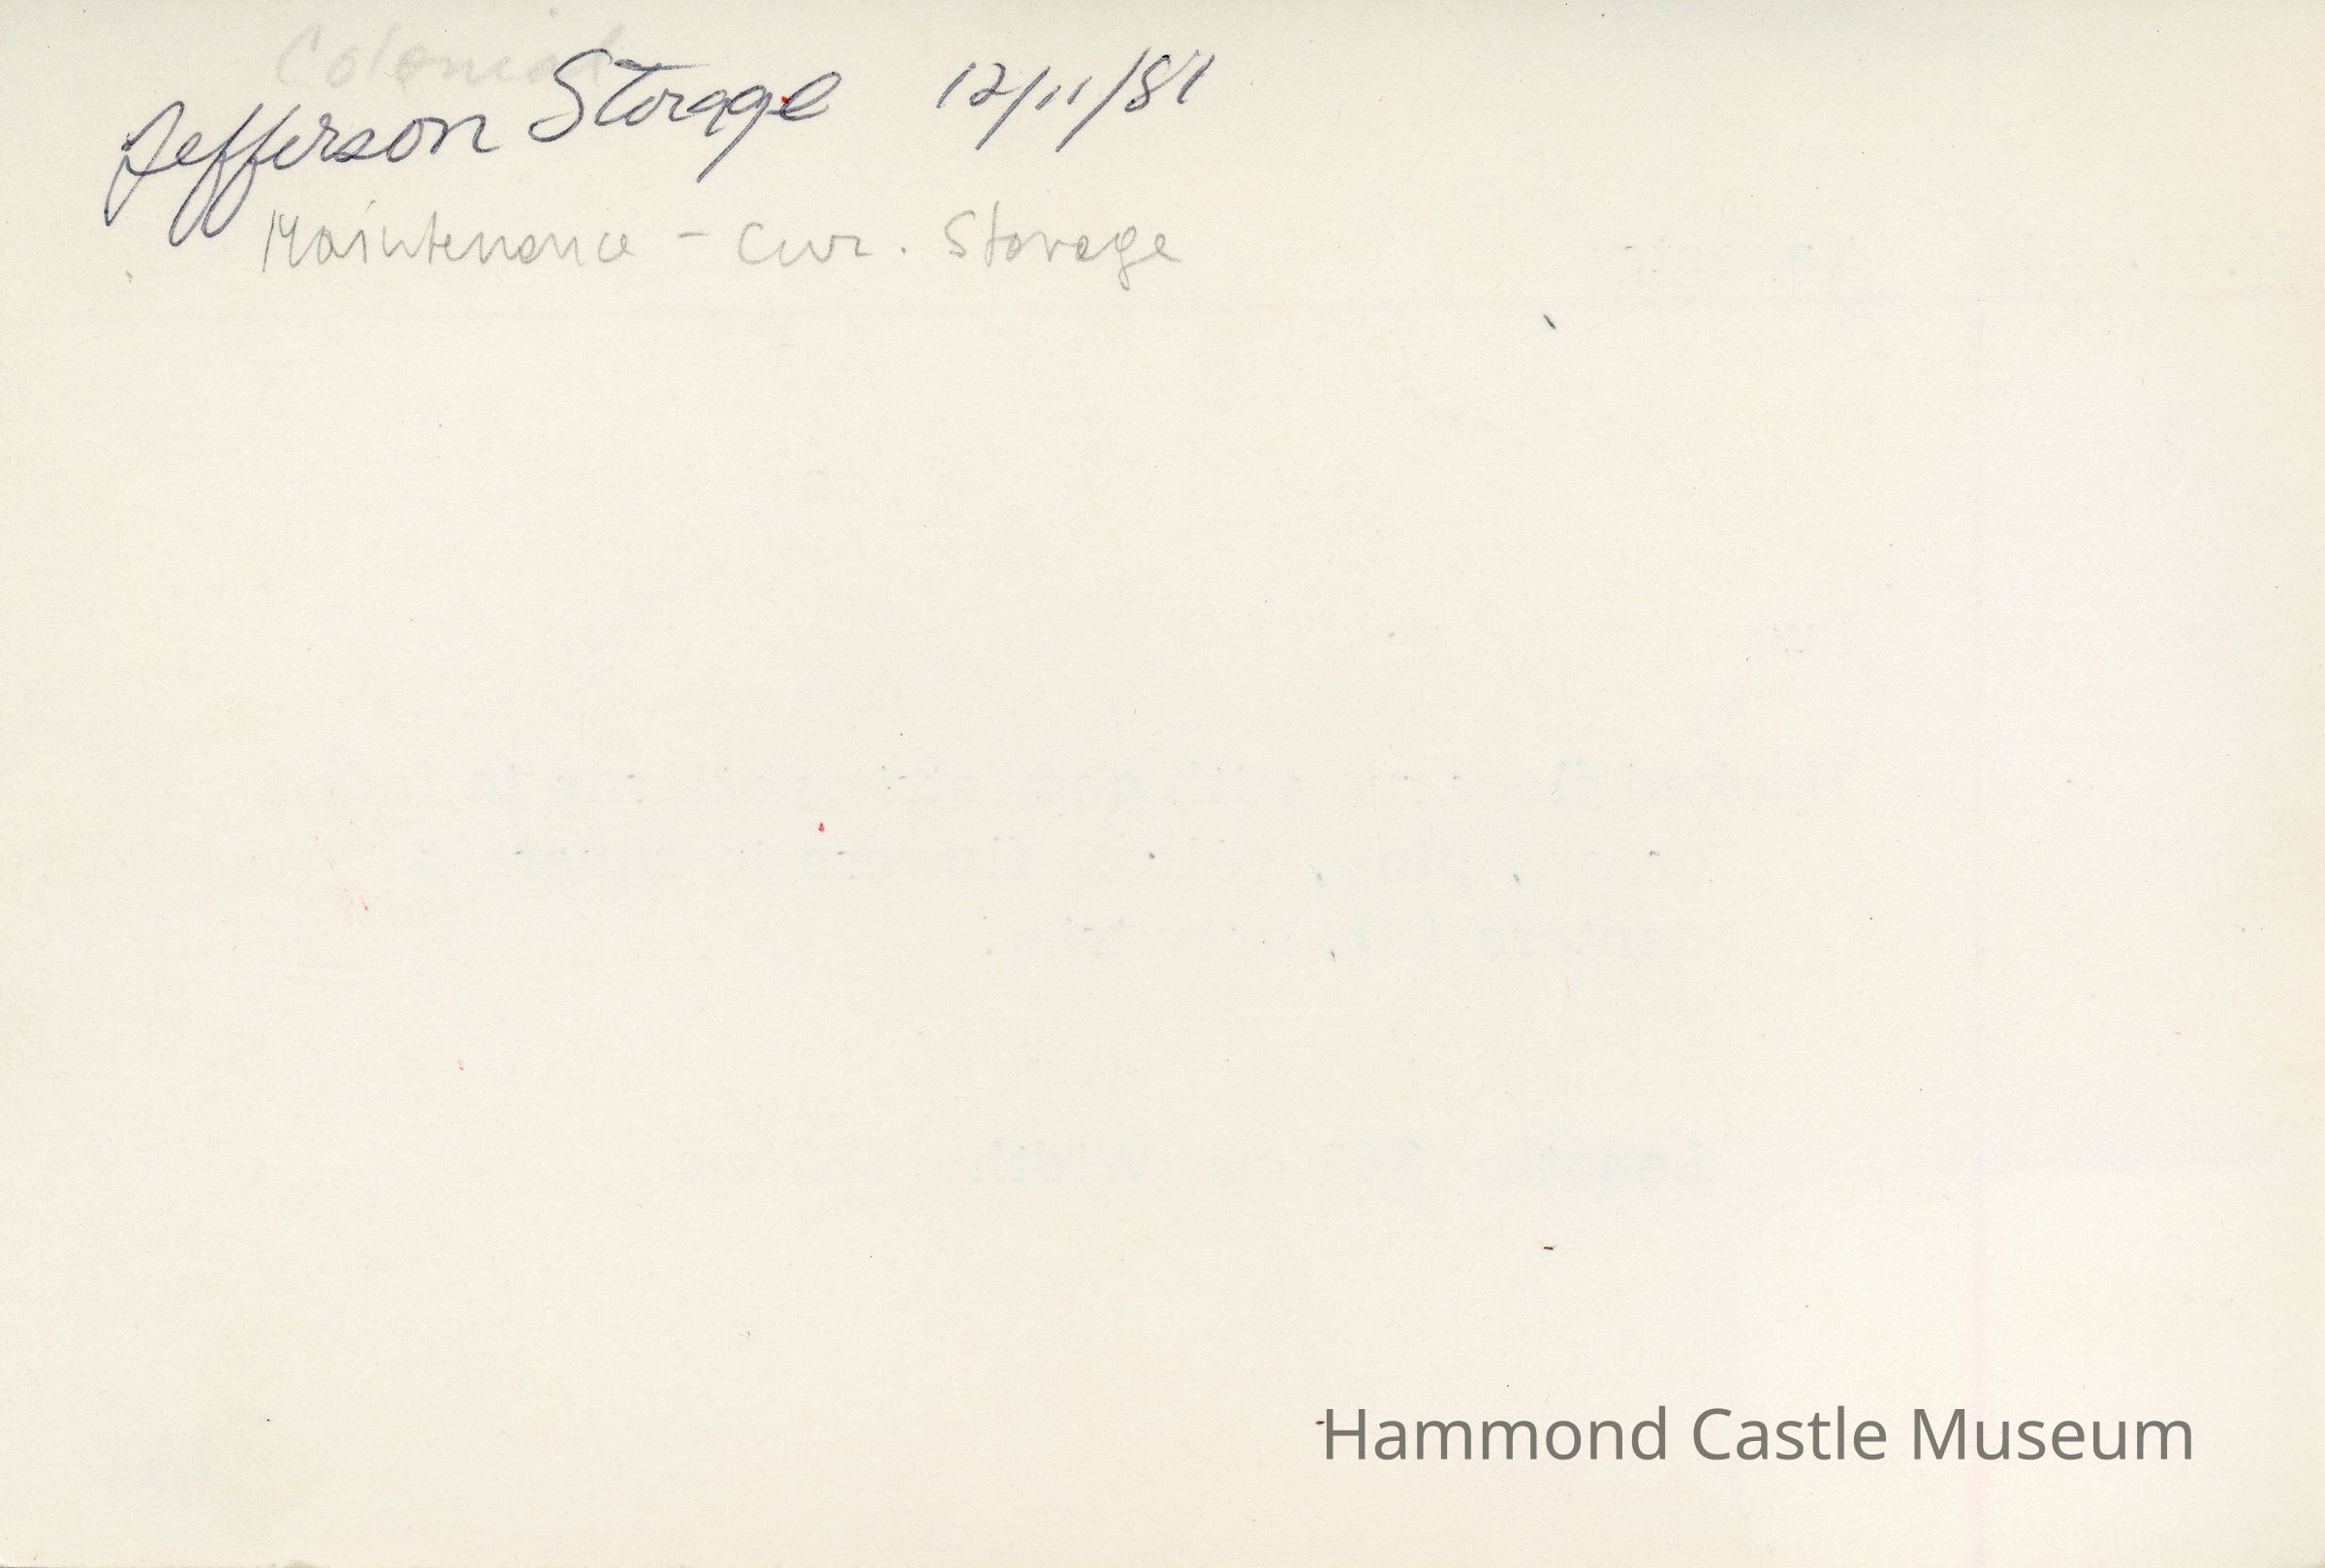 Colonial
Jefferson Storage 12/11/81
Maintenance - Cur. Storage
Hammond Castle Museum